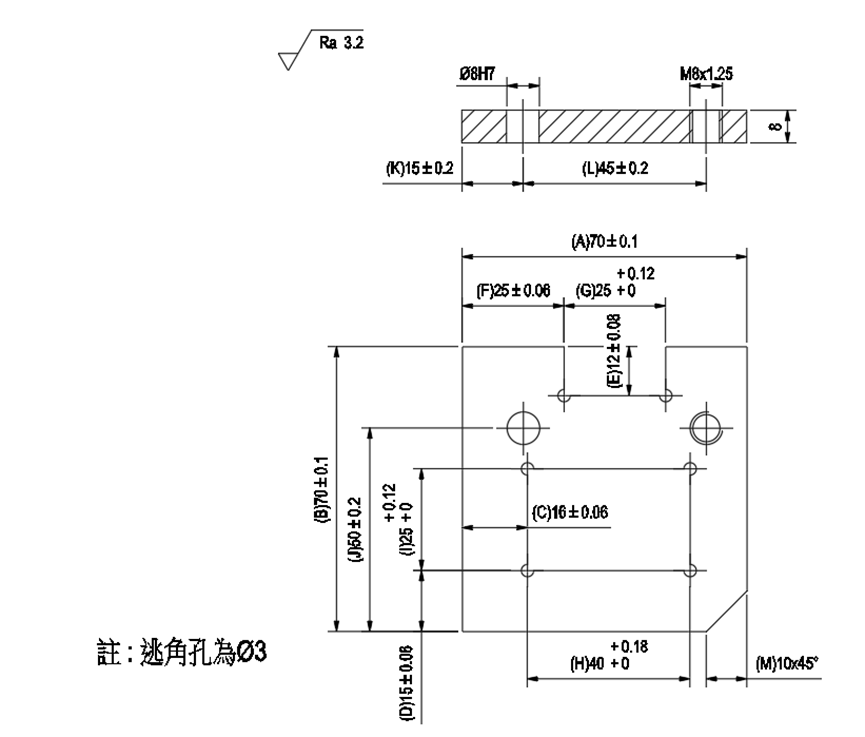 Ra 3.2
Ø8H7
M8x1.25
8
(K)15±0.2
(L)45±0.2
(A)70±0.1
(F)25±0.06
+0.12
(G)25 +0
(E)12±0.08
(B)70±0.1
(J)50±0.2
+0.12
(I)25+0
(C)16±0.06
註:逃角孔為Ø3
(D)15±0.06
+0.18
(H)40 +0
(M)10x45°